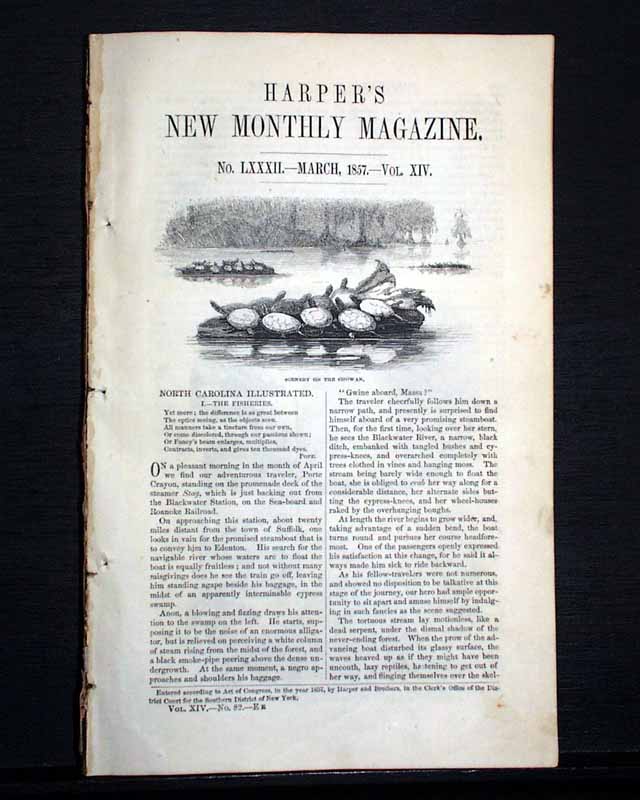 HARPER'S
NEW MONTHLY MAGAZINE.
No. LXXXII.—MARCH, 1857.—Vol. XIV.
SCENERY ON THE CHOWAN.
NORTH CAROLINA ILLUSTRATED.
I.—THE FISHERIES.
Yet more; the difference is as great between
The optics seeing, as the objects seen.
All manners take a tincture from our own,
Or come discolored, through our passions shown;
Or Fancy's beam enlarges, multiplies,
Contracts, inverts, and gives ten thousand dyes.
Pope.
ON a pleasant morning in the month of April
we find our adventurous traveler, Porte
Crayon, standing on the promenade deck of the
steamer Stag, which is just backing out from
the Blackwater Station, on the Sea-board and
Roanoke Railroad.
On approaching this station, about twenty
miles distant from the town of Suffolk, one
looks in vain for the promised steamboat that is
to convey him to Edenton. His search for the
navigable river whose waters are to float the
boat is equally fruitless; and not without many
misgivings does he see the train go off, leaving
him standing agape beside his baggage, in the
midst of an apparently interminable cypress
swamp.
Anon, a blowing and fizzing draws his atten-
tion to the swamp on the left. He starts, sup-
posing it to be the noise of an enormous alliga-
tor, but is relieved on perceiving a white column
of steam rising from the midst of the forest, and
a black smoke-pipe peering above the dense un-
dergrowth. At the same moment, a negro ap-
proaches and shoulders his baggage.
"Gwine aboard, Massa?"
The traveler cheerfully follows him down a
narrow path, and presently is surprised to find
himself aboard of a very promising steamboat.
Then, for the first time, looking over her stern,
he sees the Blackwater River, a narrow, black
ditch, embanked with tangled bushes and cy-
press-knees, and overarched completely with
trees clothed in vines and hanging moss. The
stream being barely wide enough to float the
boat, she is obliged to cosh her way along for a
considerable distance, her alternate sides but-
ting the cypress-knees, and her wheel-houses
raked by the overhanging boughs.
At length the river begins to grow wider, and,
taking advantage of a sudden bend, the boat
turns round and pursues her course headfore-
most. One of the passengers openly expressed
his satisfaction at this change, for he said it al-
ways made him sick to ride backward.
As his fellow-travelers were not numerous,
and showed no disposition to be talkative at this
stage of the journey, our hero had ample oppor-
tunity to sit apart and amuse himself by indulg-
ing in such fancies as the scene suggested.
The tortuous stream lay motionless, like a
dead serpent, under the dismal shadow of the
never-ending forest. When the prow of the ad-
vancing boat disturbed its glassy surface, the
waves heaved up as if they might have been
uncouth, lazy reptiles, hastening to get out of
her way, and flinging themselves over the skel-
Entered according to Act of Congress, in the year 1857, by Harper and Brothers, in the Clerk's Office of the Dis-
trict Court for the Southern District of New York.
Vol. XIV.—No. 82.—Ee